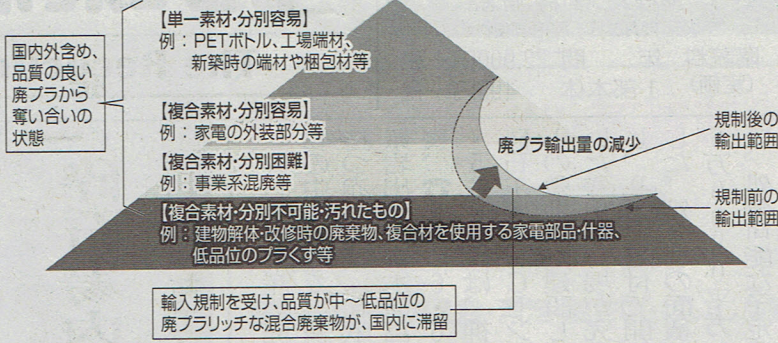 【単一素材・分別容易】
例：PETボトル、工場端材、
新築時の端材や梱包材等
国内外含め、
品質の良い
廃プラから
奪い合いの
状態
【複合素材・分別容易】
例：家電の外装部分等
【複合素材・分別困難】
例：事業系混廃等
【複合素材・分別不可能・汚れたもの】
例：建物解体・改修時の廃棄物、複合材を使用する家電部品・什器、
低品位のプラくず等
廃プラ輸出量の減少
規制後の
輸出範囲
規制前の
輸出範囲
輸入規制を受け、品質が中～低品位の
廃プラリッチな混合廃棄物が、国内に滞留